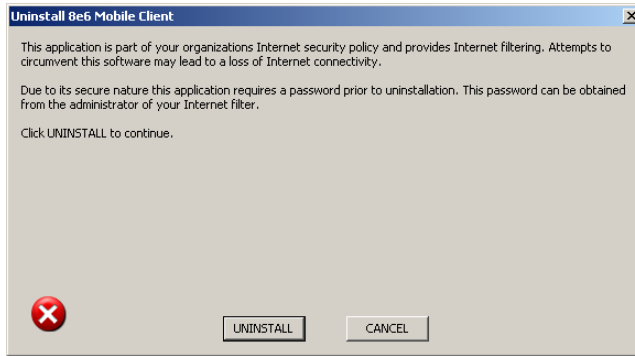 Uninstall 8e6 Mobile Client
This application is part of your organizations Internet security policy and provides Internet filtering. Attempts to
circumvent this software may lead to a loss of Internet connectivity.
Due to its secure nature this application requires a password prior to uninstallation. This password can be obtained
from the administrator of your Internet filter.
Click UNINSTALL to continue.
UNINSTALL
CANCEL